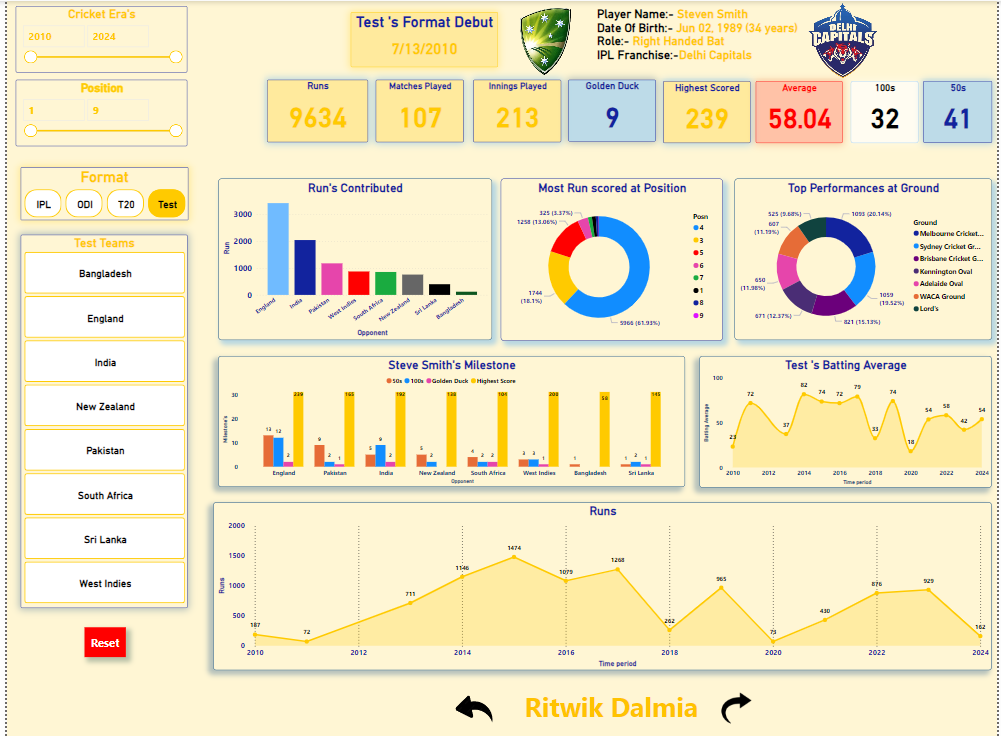 Cricket Era's
2010 2024
Position
1 9
Format
IPL ODI T20 Test
Test Teams
Bangladesh
England
India
New Zealand
Pakistan
South Africa
Sri Lanka
West Indies
Reset
Test 's Format Debut
7/13/2010
Player Name:- Steven Smith
Date Of Birth:- Jun 02, 1989 (34 years)
Role:- Right Handed Bat
IPL Franchise:-Delhi Capitals
DELHI
CAPITALS
Runs
9634
Matches Played
107
Innings Played
213
Golden Duck
9
Highest Scored
239
Average
58.04
100s
32
50s
41
Run's Contributed
Run
3000
2000
1000
0
England India Pakistan West Indies South Africa New Zealand Sri Lanka Bangladesh
Opponent
Most Run scored at Position
325 (3.37%)
1258 (13.06%)
1744
(18.1%)
5966 (61.93%)
Posn
4
3
5
6
7
1
8
9
Top Performances at Ground
525 (9.68%)
1093 (20.14%)
607
(11.19%)
650
(11.98%)
671 (12.37%)
821 (15.13%)
1059
(19.52%)
Ground
Melbourne Cricket...
Sydney Cricket Gr...
Brisbane Cricket G...
Kennington Oval
Adelaide Oval
WACA Ground
Lord's
Steve Smith's Milestone
50s 100s Golden Duck Highest Score
Milestone's
30
20
10
0
13 12 2 239
9 2 1 165
5 9 2 192
5 2 138
4 2 2 104
3 3 1 200
1 58
1 2 1 145
England Pakistan India New Zealand South Africa West Indies Bangladesh Sri Lanka
Opponent
Test 's Batting Average
Batting Average
100
50
0
23 72 37 82 74 72 79 33 74 18 54 58 42 54
2010 2012 2014 2016 2018 2020 2022 2024
Time period
Runs
Runs
2000
1500
1000
500
0
187 72 711 1146 1474 1079 1268 262 965 73 430 876 929 162
2010 2012 2014 2016 2018 2020 2022 2024
Time period
Ritwik Dalmia